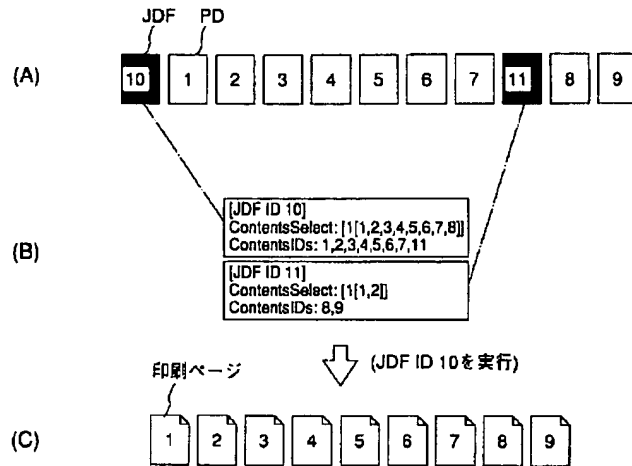 JDF PD
(A)
10 1 2 3 4 5 6 7 11 8 9
(B)
[JDF ID 10]
ContentsSelect: [1[1,2,3,4,5,6,7,8]]
ContentsIDs: 1,2,3,4,5,6,7,11
[JDF ID 11]
ContentsSelect: [1[1,2]]
ContentsIDs: 8,9
(JDF ID 10を実行)
印刷ページ
(C)
1 2 3 4 5 6 7 8 9